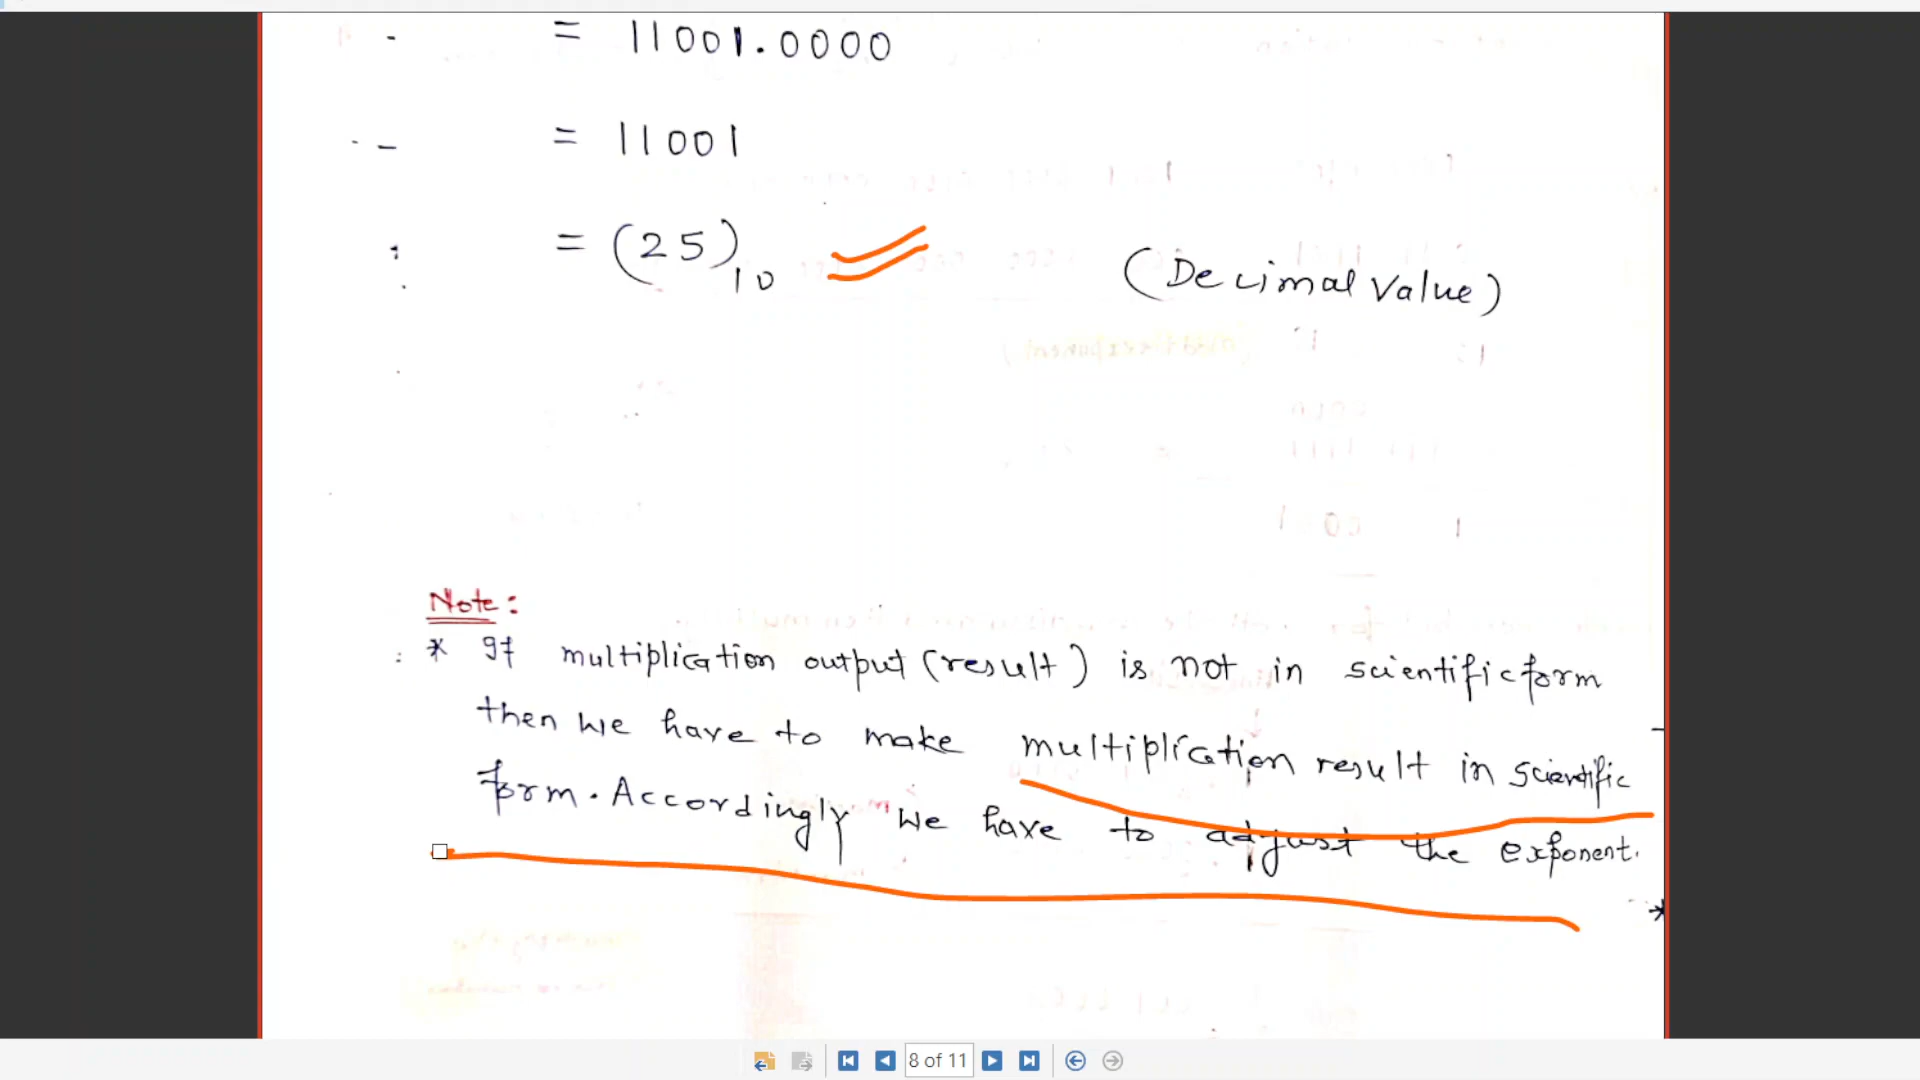 = 11001.0000
= 11001
= (25)10 (Decimal Value)
Note:
* If multiplication output (result) is not in scientific form
then we have to make multiplication result in scientific
form. Accordingly we have to adjust the exponent.
8 of 11